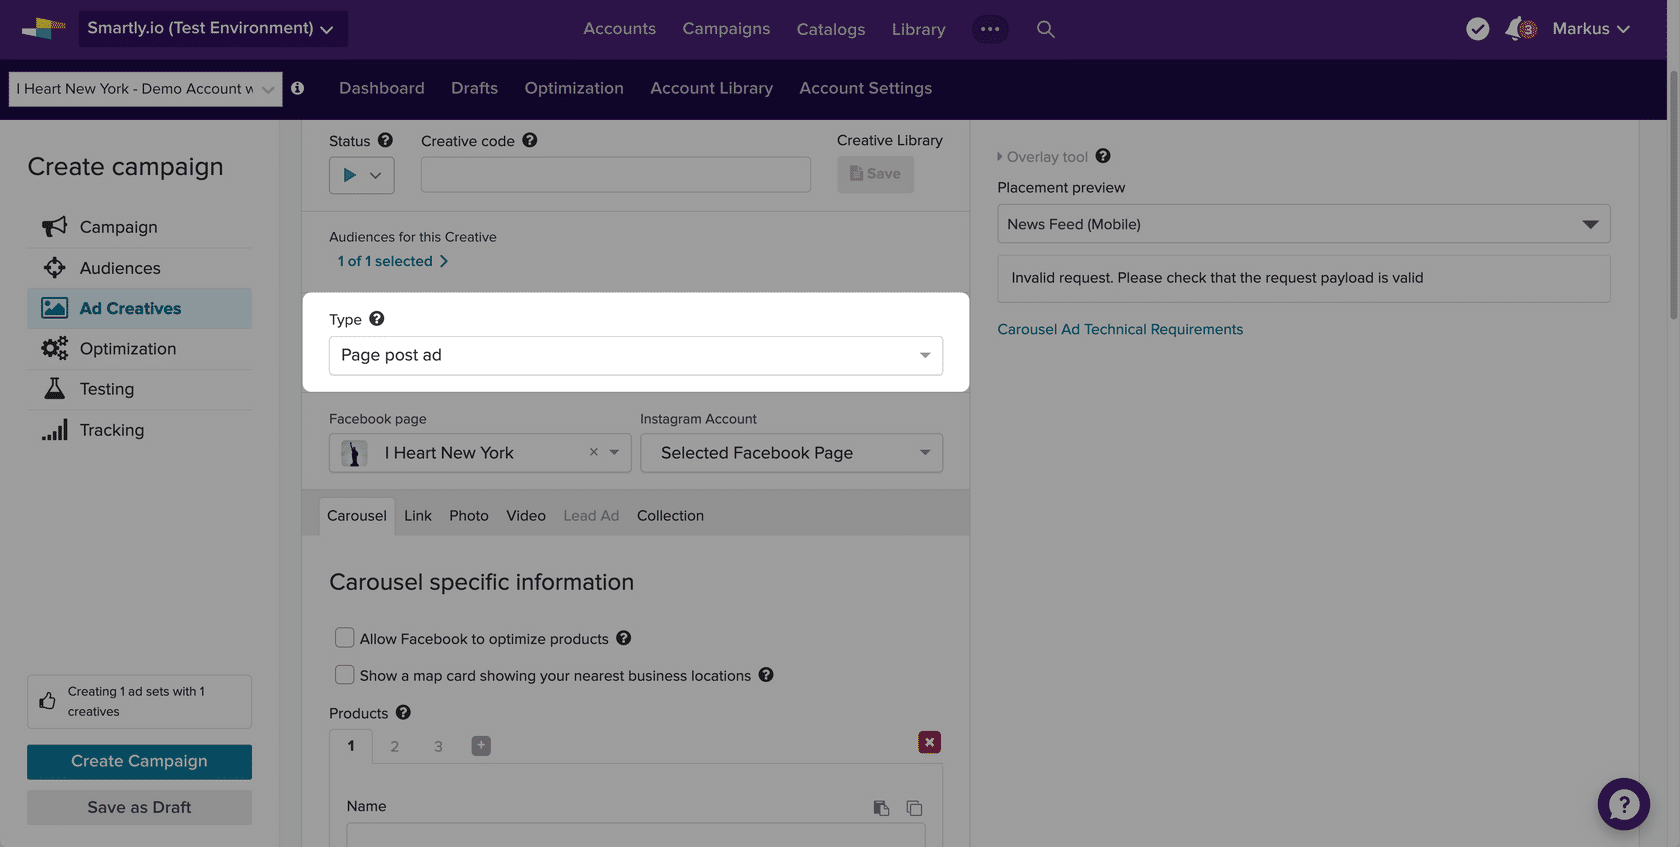 Smartly.io (Test Environment)
Accounts
Campaigns
Catalogs
Library
3
Markus
I Heart New York - Demo Account w
Dashboard
Drafts
Optimization
Account Library
Account Settings
Create campaign
Campaign
Audiences
Ad Creatives
Optimization
Testing
Tracking
Creating 1 ad sets with 1
creatives
Create Campaign
Save as Draft
Status
Creative code
Creative Library
Save
Audiences for this Creative
1 of 1 selected
Type
Page post ad
Facebook page
Instagram Account
I Heart New York
Selected Facebook Page
Carousel
Link
Photo
Video
Lead Ad
Collection
Carousel specific information
Allow Facebook to optimize products
Show a map card showing your nearest business locations
Products
1
2
3
+
Name
Overlay tool
Placement preview
News Feed (Mobile)
Invalid request. Please check that the request payload is valid
Carousel Ad Technical Requirements